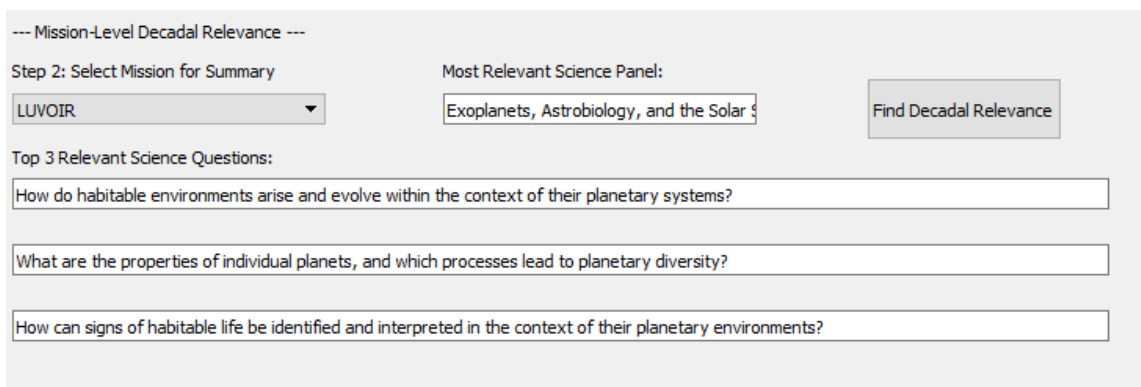 --- Mission-Level Decadal Relevance ---
Step 2: Select Mission for Summary
Most Relevant Science Panel:
LUVOIR
Exoplanets, Astrobiology, and the Solar S
Find Decadal Relevance
Top 3 Relevant Science Questions:
How do habitable environments arise and evolve within the context of their planetary systems?
What are the properties of individual planets, and which processes lead to planetary diversity?
How can signs of habitable life be identified and interpreted in the context of their planetary environments?